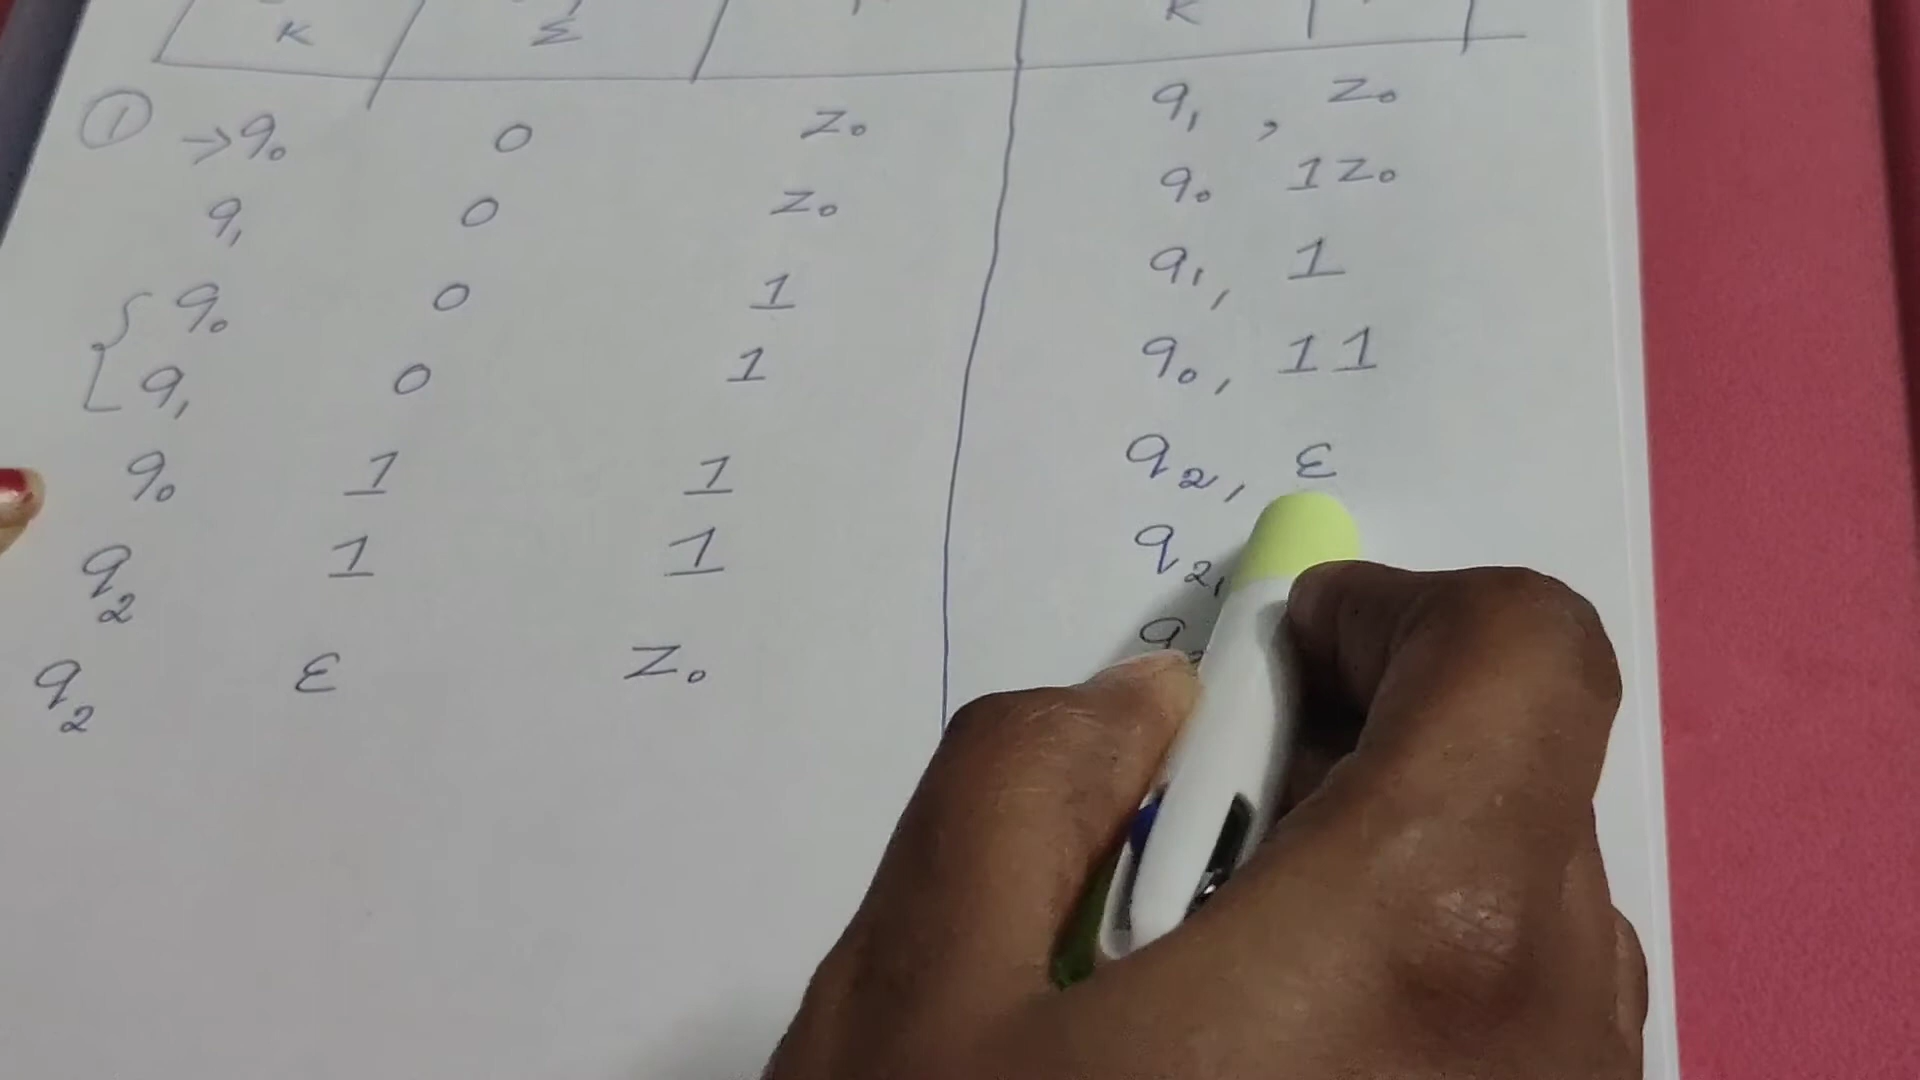 K Σ K
① →q₀ 0 Z₀ q₁, Z₀
q₁ 0 Z₀ q₀ 1Z₀
q₀ 0 1 q₁, 1
q₁ 0 1 q₀, 11
q₀ 1 1 q₂, ε
q₂ 1 1 q₂,
q₂ ε Z₀